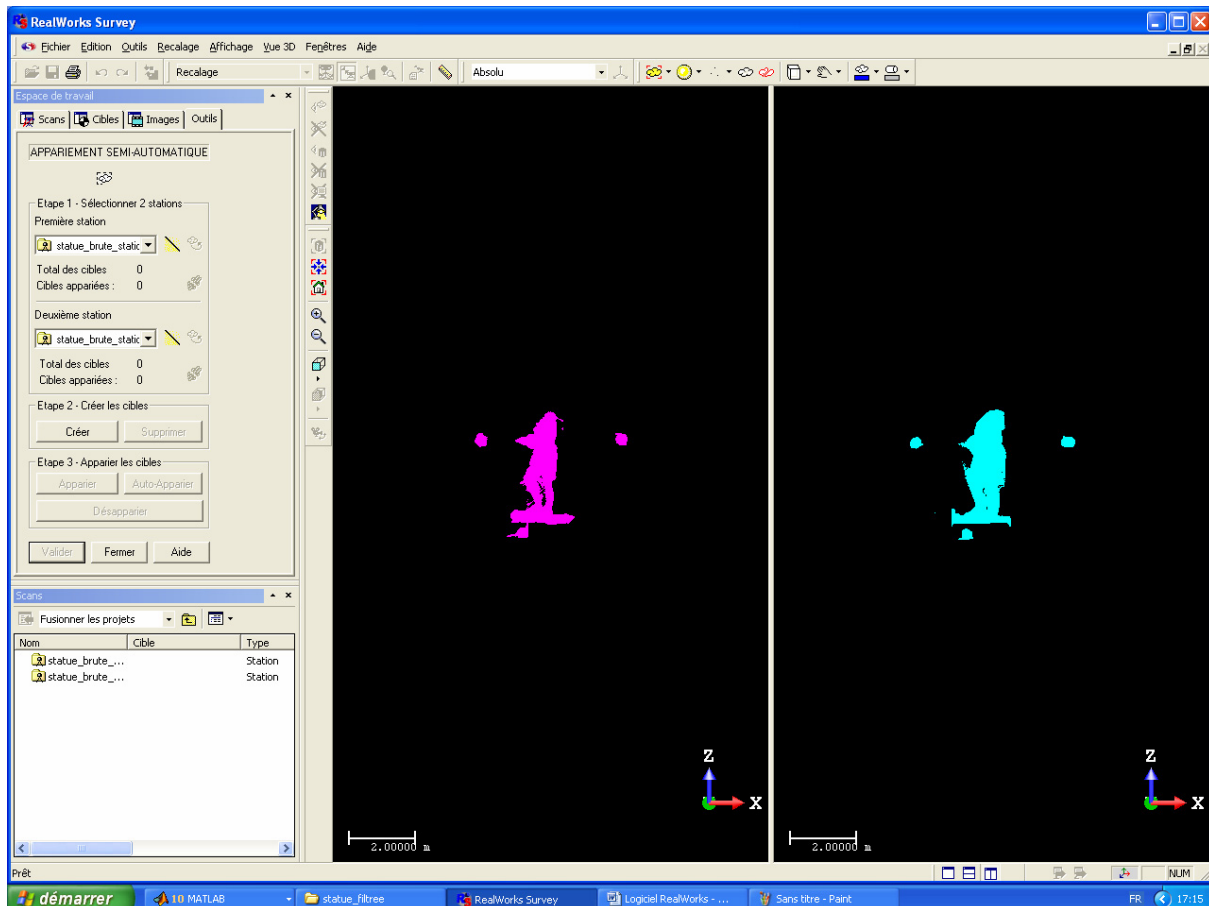 RealWorks Survey
Fichier Edition Outils Recalage Affichage Vue 3D Fenêtres Aide
Recalage
Absolu
Espace de travail
Scans Cibles Images Outils
APPARIEMENT SEMI-AUTOMATIQUE
Etape 1 - Sélectionner 2 stations
Première station
statue_brute_static
Total des cibles 0
Cibles appariées : 0
Deuxième station
statue_brute_static
Total des cibles 0
Cibles appariées : 0
Etape 2 - Créer les cibles
Créer Supprimer
Etape 3 - Apparier les cibles
Apparier Auto-Apparier
Désapparier
Valider Fermer Aide
Scans
Fusionner les projets
Nom Cible Type
statue_brute_... Station
statue_brute_... Station
Z
X
2.00000 m
Z
X
2.00000 m
Prêt
NUM
démarrer
10 MATLAB
statue_filtree
RealWorks Survey
Logiciel RealWorks - ...
Sans titre - Paint
FR
17:15